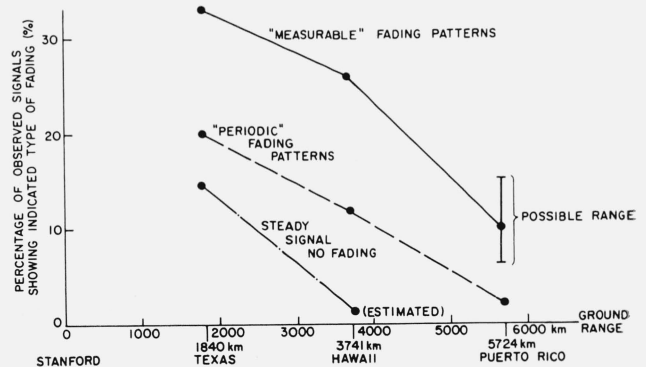 PERCENTAGE OF OBSERVED SIGNALS
SHOWING INDICATED TYPE OF FADING (%)
30
20
10
0
"MEASURABLE" FADING PATTERNS
"PERIODIC"
FADING
PATTERNS
STEADY
SIGNAL
NO FADING
(ESTIMATED)
POSSIBLE RANGE
1000
2000
3000
4000
5000
6000 km
GROUND
RANGE
STANFORD
1840 km
TEXAS
3741 km
HAWAII
5724 km
PUERTO RICO